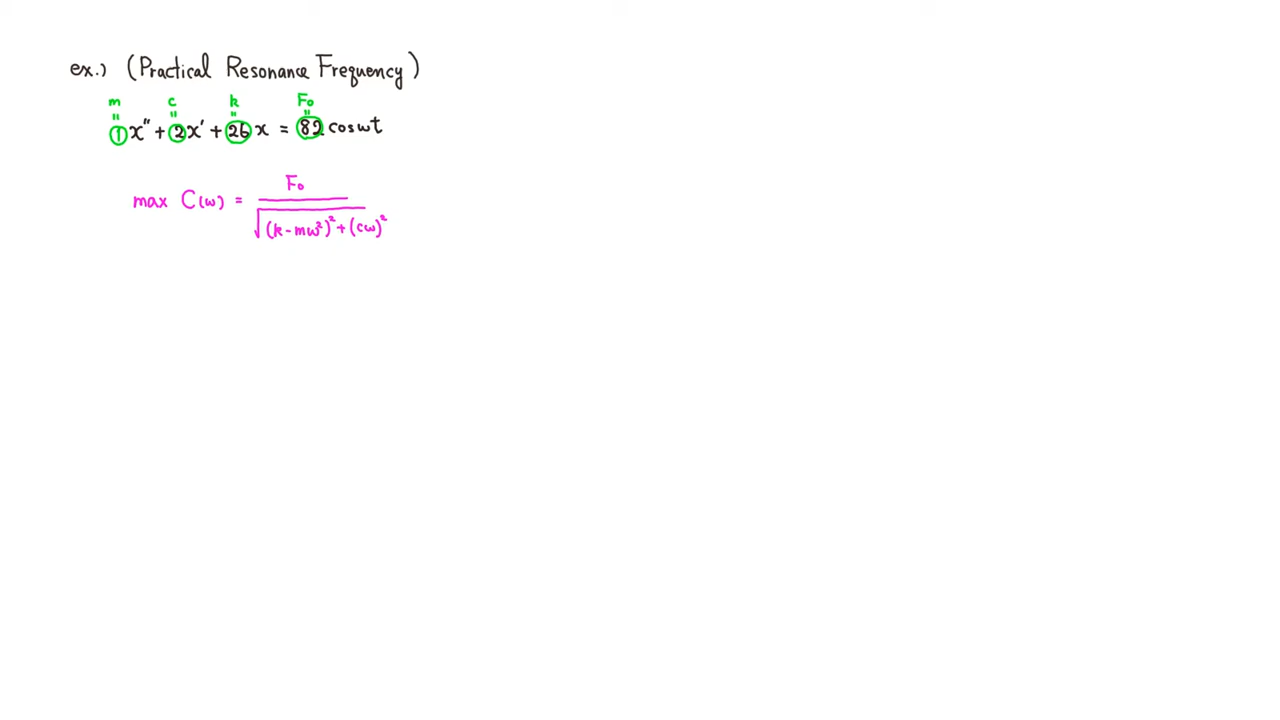 ex.) (Practical Resonance Frequency)
m c k F₀
" " " "
1x'' + 2x' + 26x = 82 cos ωt
max C(ω) = F₀ / √((k-mω²)² + (cω)²)